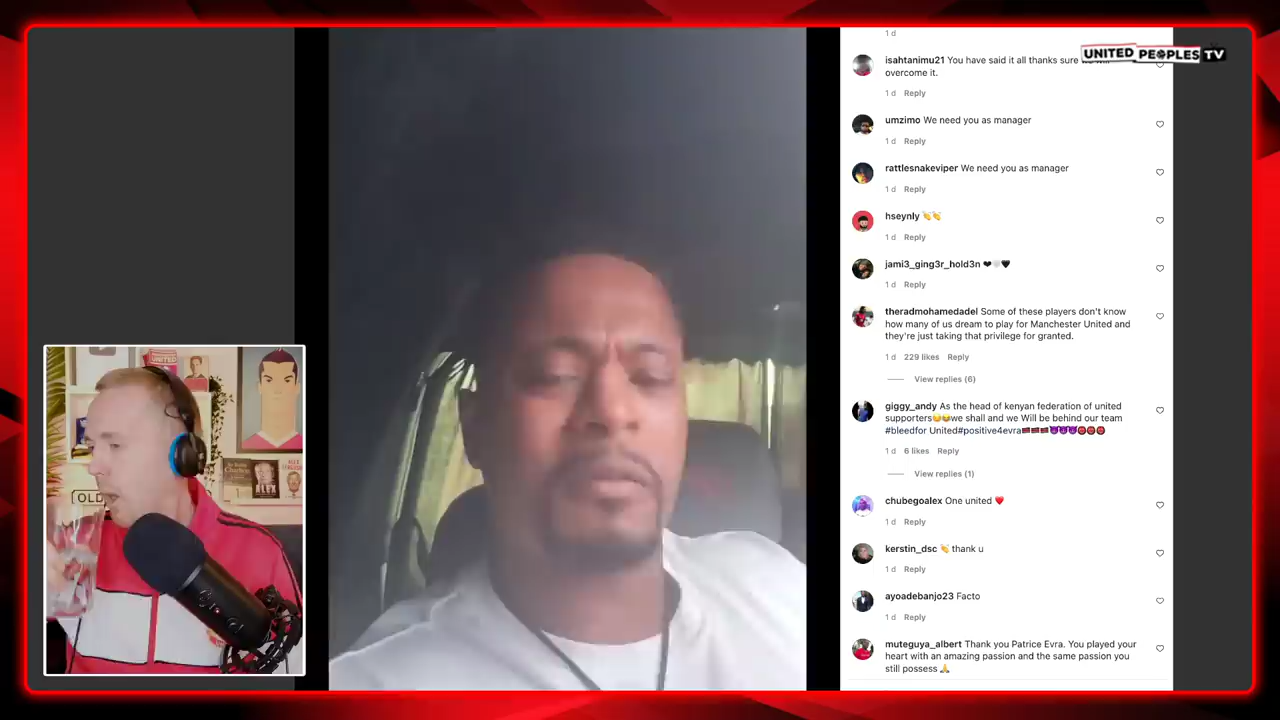 UNITED PEOPLES TV
1 d
isahtanimu21 You have said it all thanks sure
overcome it.
1 d Reply
umzimo We need you as manager
1 d Reply
rattlesnakeviper We need you as manager
1 d Reply
hseynly 👏👏
1 d Reply
jami3_ging3r_hold3n ❤🤍🖤
1 d Reply
theradmohamedadel Some of these players don't know
how many of us dream to play for Manchester United and
they're just taking that privilege for granted.
1 d 229 likes Reply
View replies (6)
giggy_andy As the head of kenyan federation of united
supporters😏😂we shall and we Will be behind our team
#bleedfor United#positive4evra🇰🇪🇰🇪🇰🇪👿👿👿👹👹👹
1 d 6 likes Reply
View replies (1)
chubegoalex One united ❤️
1 d Reply
kerstin_dsc 👏 thank u
1 d Reply
ayoadebanjo23 Facto
1 d Reply
muteguya_albert Thank you Patrice Evra. You played your
heart with an amazing passion and the same passion you
still possess 🙏
OLD
ALEX